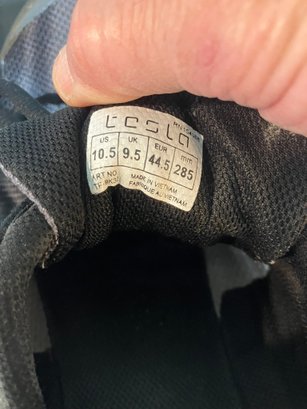 tesla
US UK EUR mm
10.5 9.5 44.5 285
ART NO
MADE IN VIETNAM
FABRIQUE AU VIETNAM